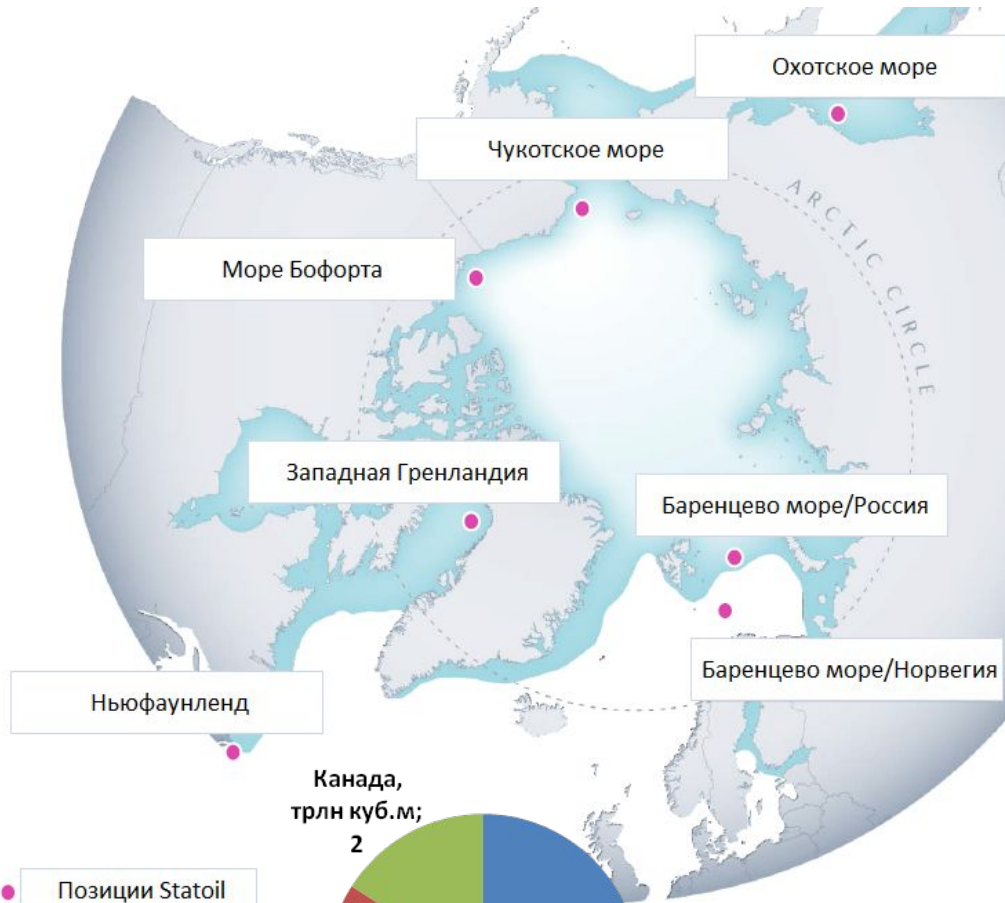 Охотское море
Чукотское море
ARCTIC CIRCLE
Море Бофорта
Западная Гренландия
Баренцево море/Россия
Баренцево море/Норвегия
Ньюфаунленд
Канада,
трлн куб.м;
2
Позиции Statoil